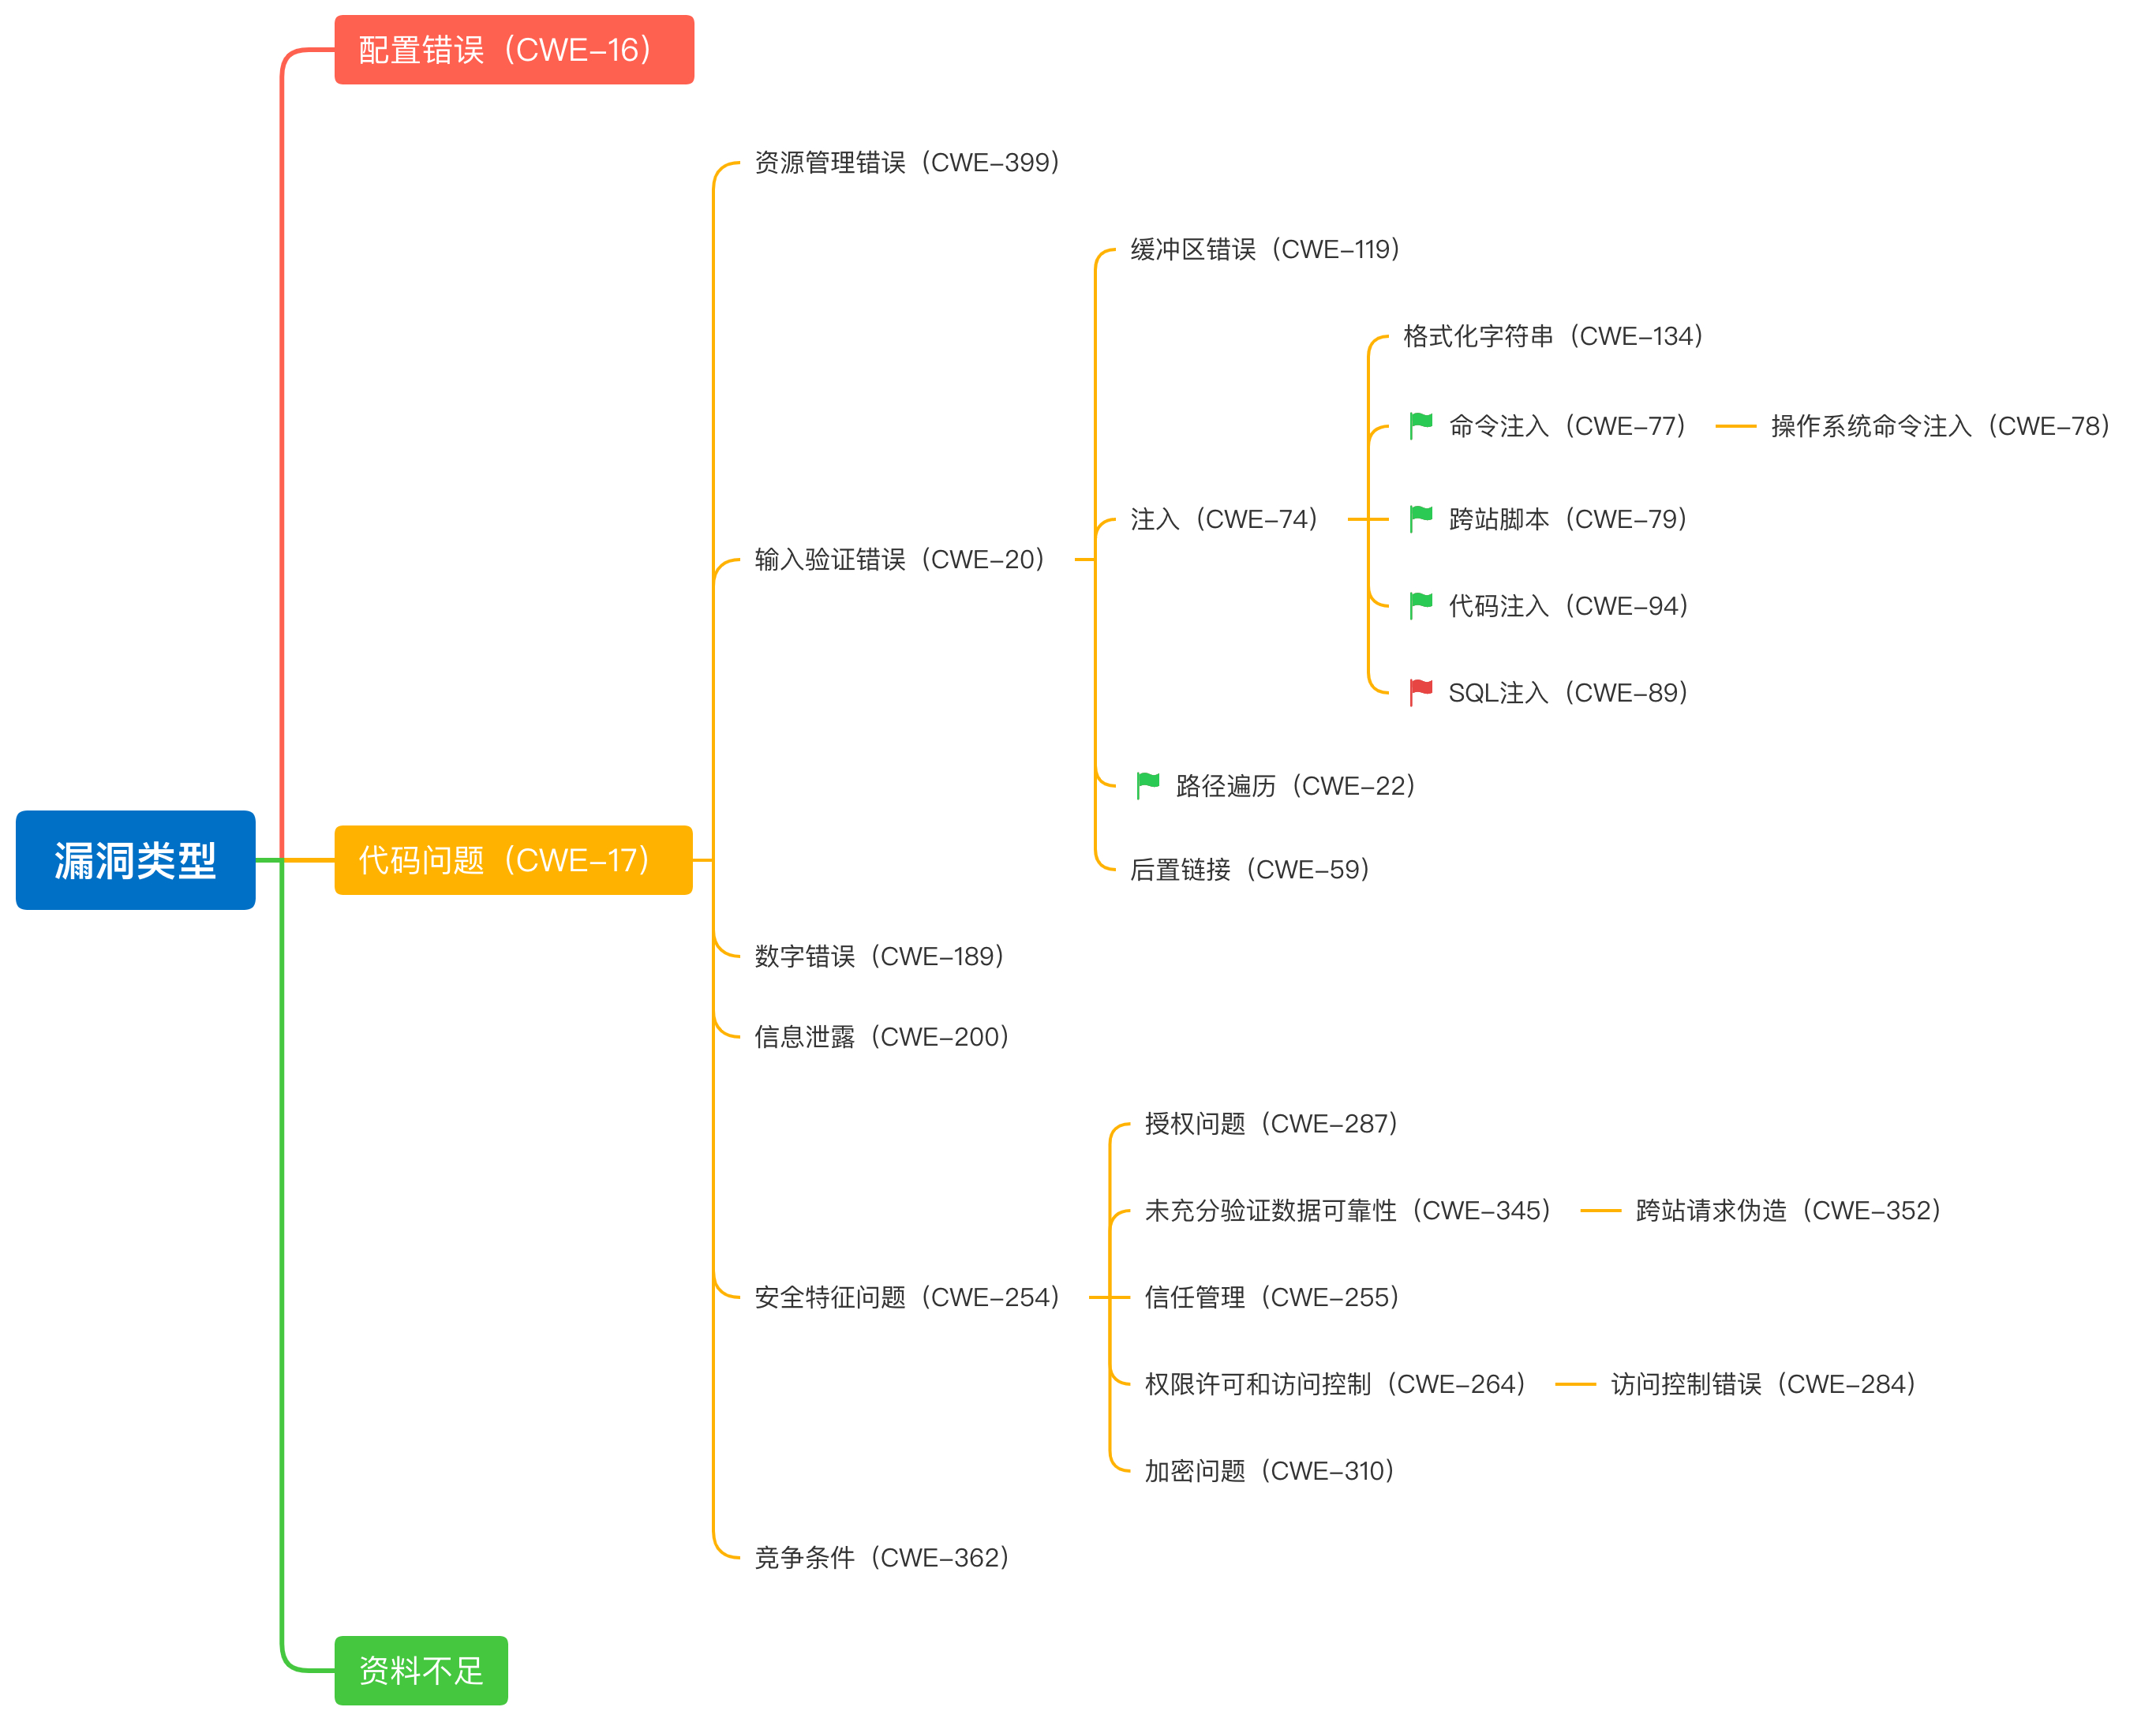 配置错误（CWE-16）
资源管理错误（CWE-399）
缓冲区错误（CWE-119）
格式化字符串（CWE-134）
命令注入（CWE-77）
操作系统命令注入（CWE-78）
注入（CWE-74）
跨站脚本（CWE-79）
输入验证错误（CWE-20）
代码注入（CWE-94）
SQL注入（CWE-89）
路径遍历（CWE-22）
后置链接（CWE-59）
漏洞类型
代码问题（CWE-17）
数字错误（CWE-189）
信息泄露（CWE-200）
授权问题（CWE-287）
未充分验证数据可靠性（CWE-345）
跨站请求伪造（CWE-352）
安全特征问题（CWE-254）
信任管理（CWE-255）
权限许可和访问控制（CWE-264）
访问控制错误（CWE-284）
加密问题（CWE-310）
竞争条件（CWE-362）
资料不足